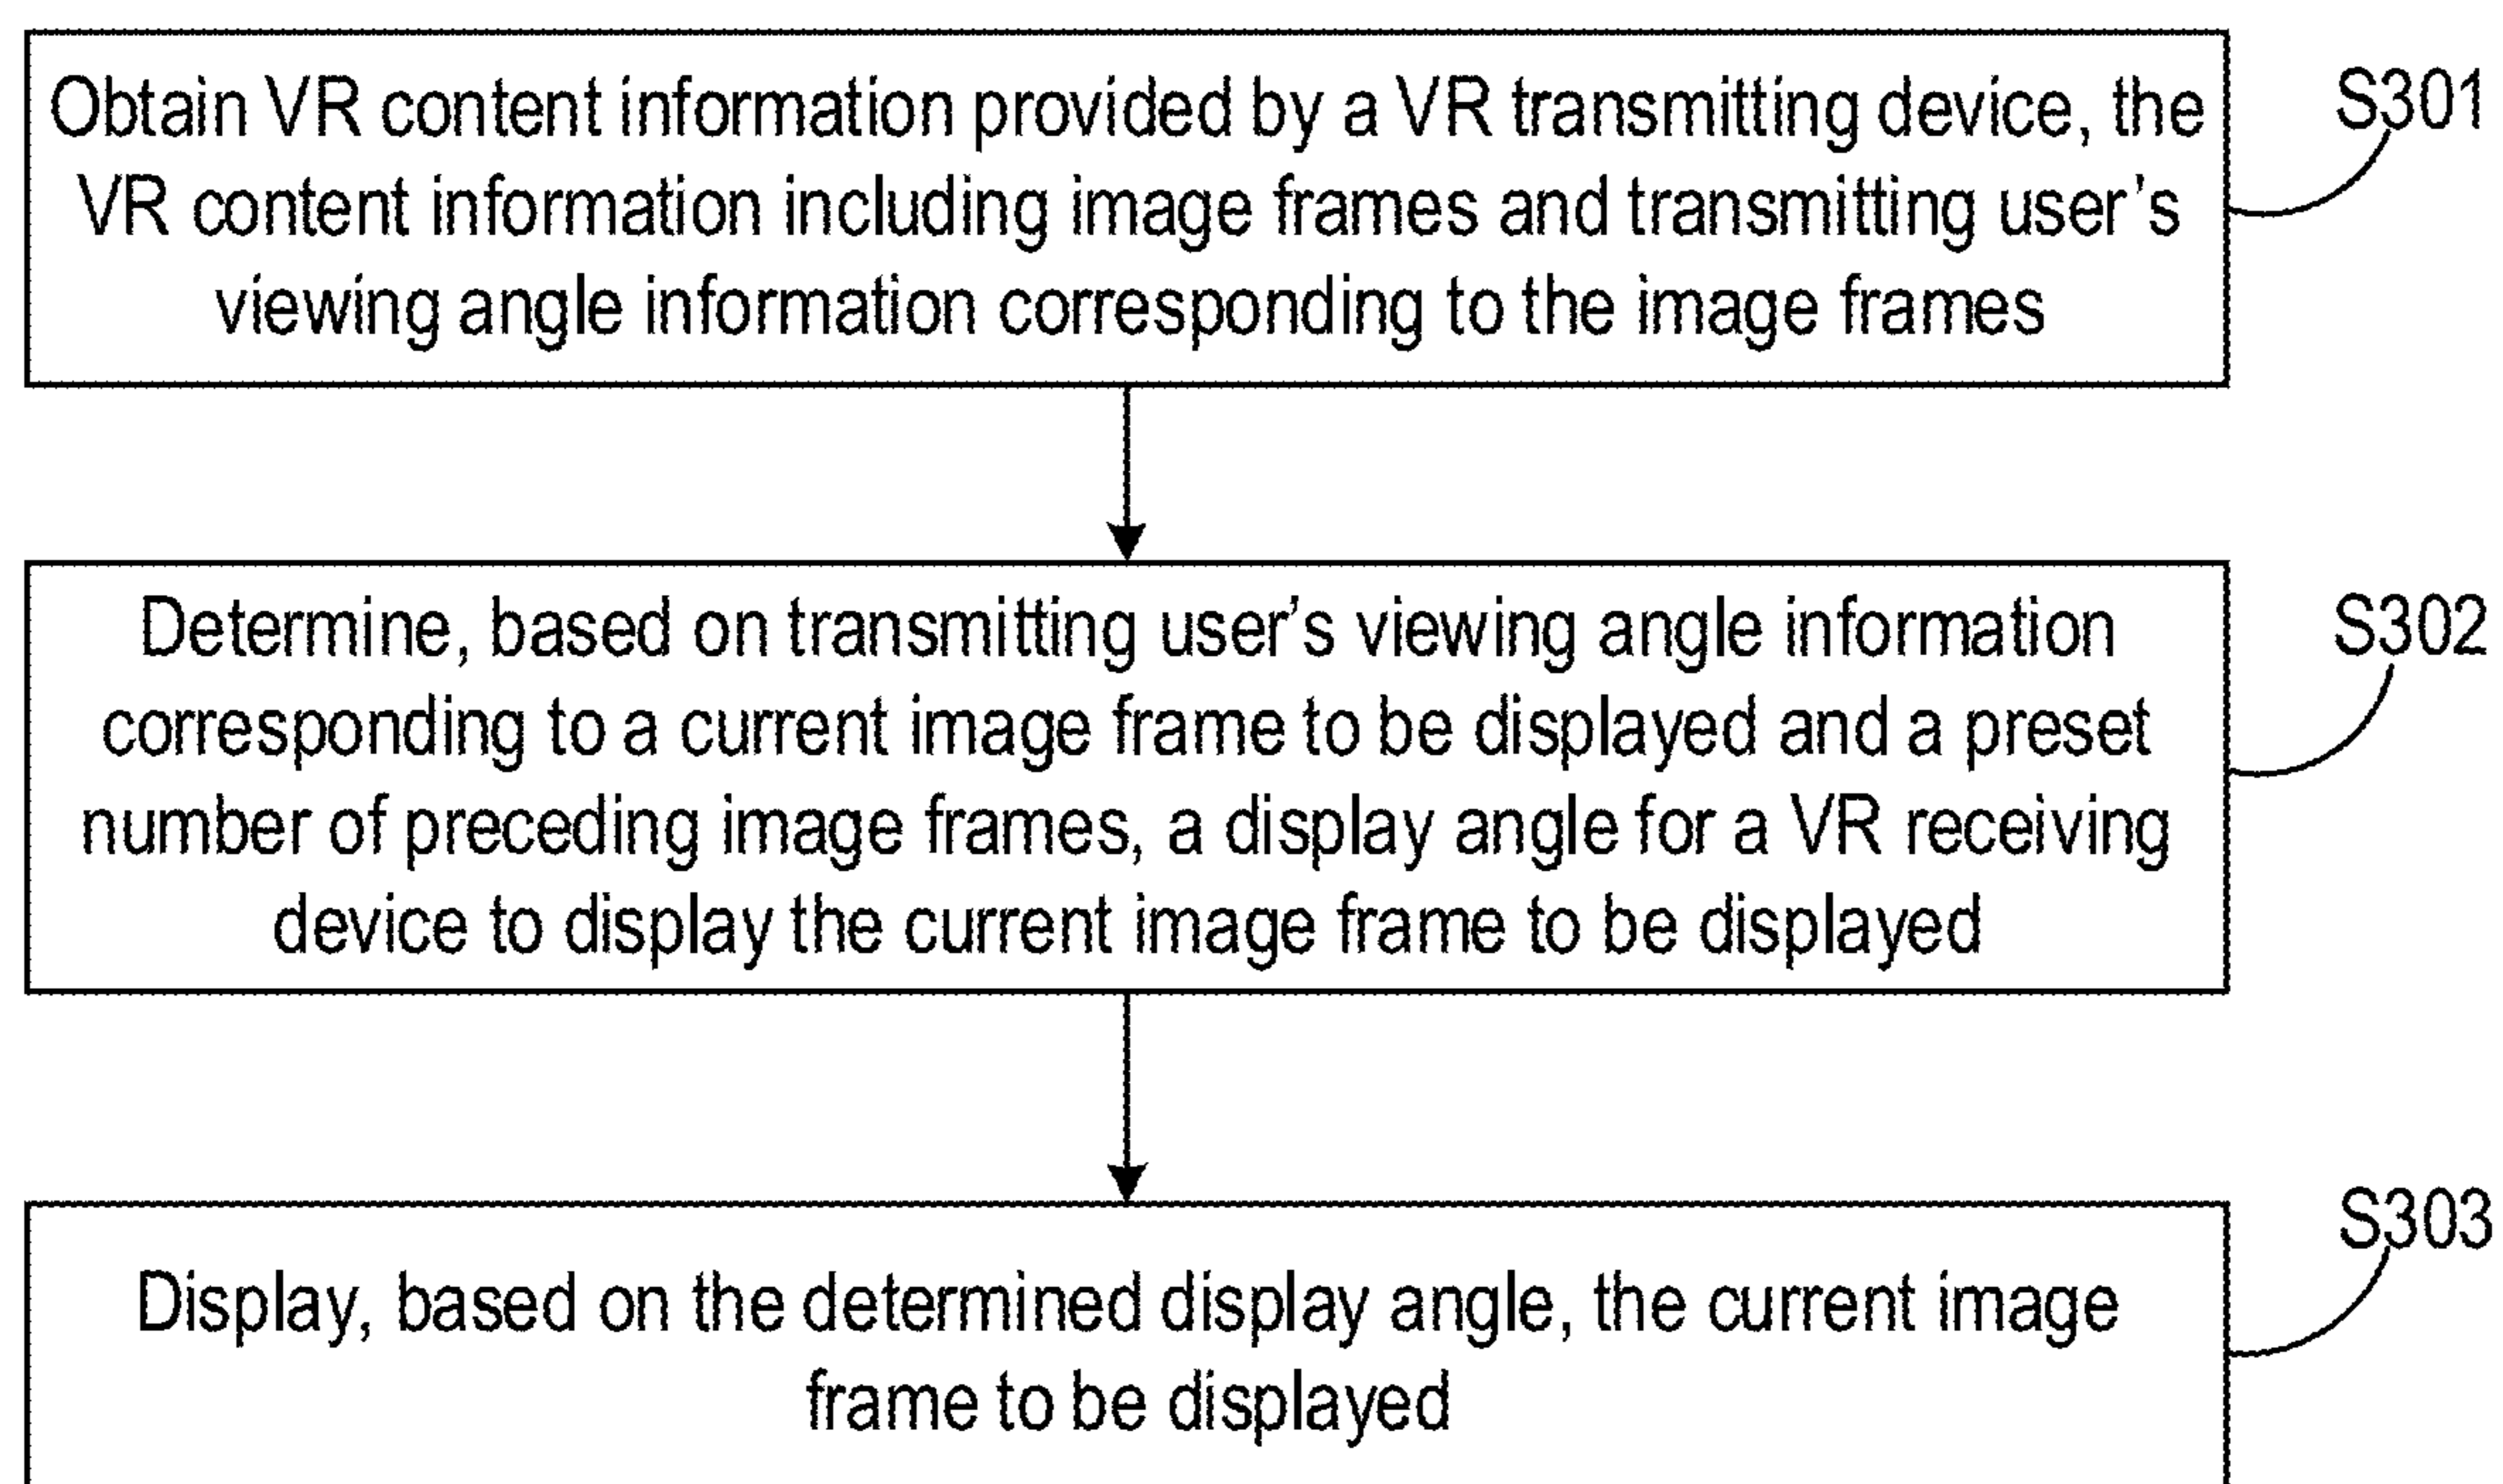 Obtain VR content information provided by a VR transmitting device, the
VR content information including image frames and transmitting user's
viewing angle information corresponding to the image frames
S301
Determine, based on transmitting user's viewing angle information
corresponding to a current image frame to be displayed and a preset
number of preceding image frames, a display angle for a VR receiving
device to display the current image frame to be displayed
S302
Display, based on the determined display angle, the current image
frame to be displayed
S303